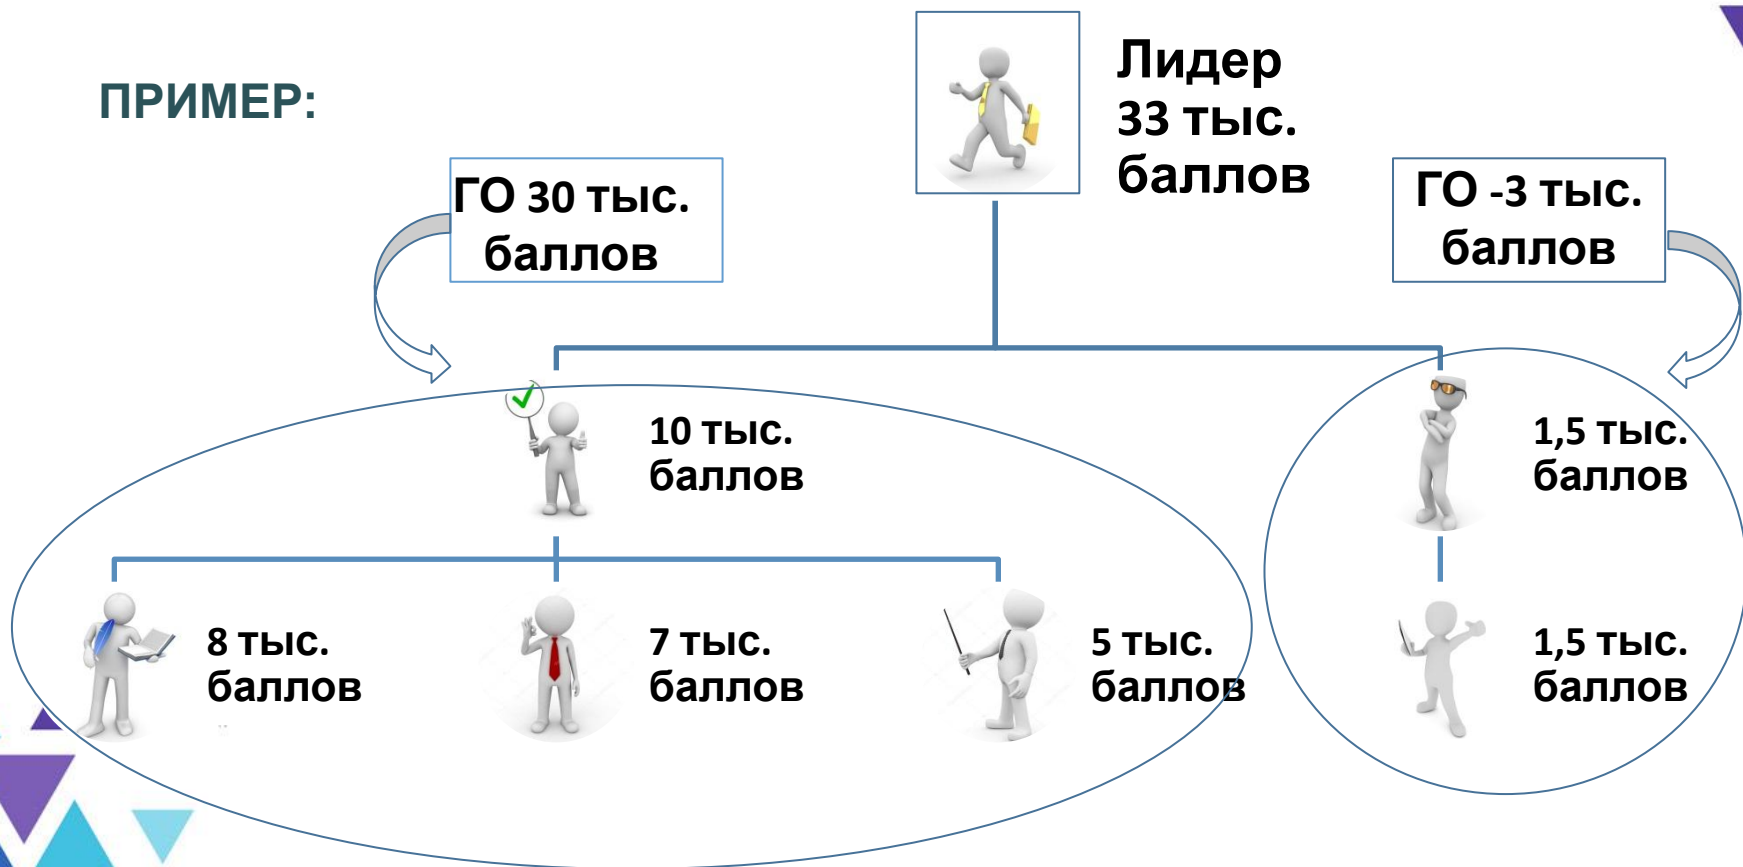 ПРИМЕР:
Лидер
33 тыс.
баллов
ГО 30 тыс.
баллов
ГО -3 тыс.
баллов
10 тыс.
баллов
1,5 тыс.
баллов
8 тыс.
баллов
7 тыс.
баллов
5 тыс.
баллов
1,5 тыс.
баллов